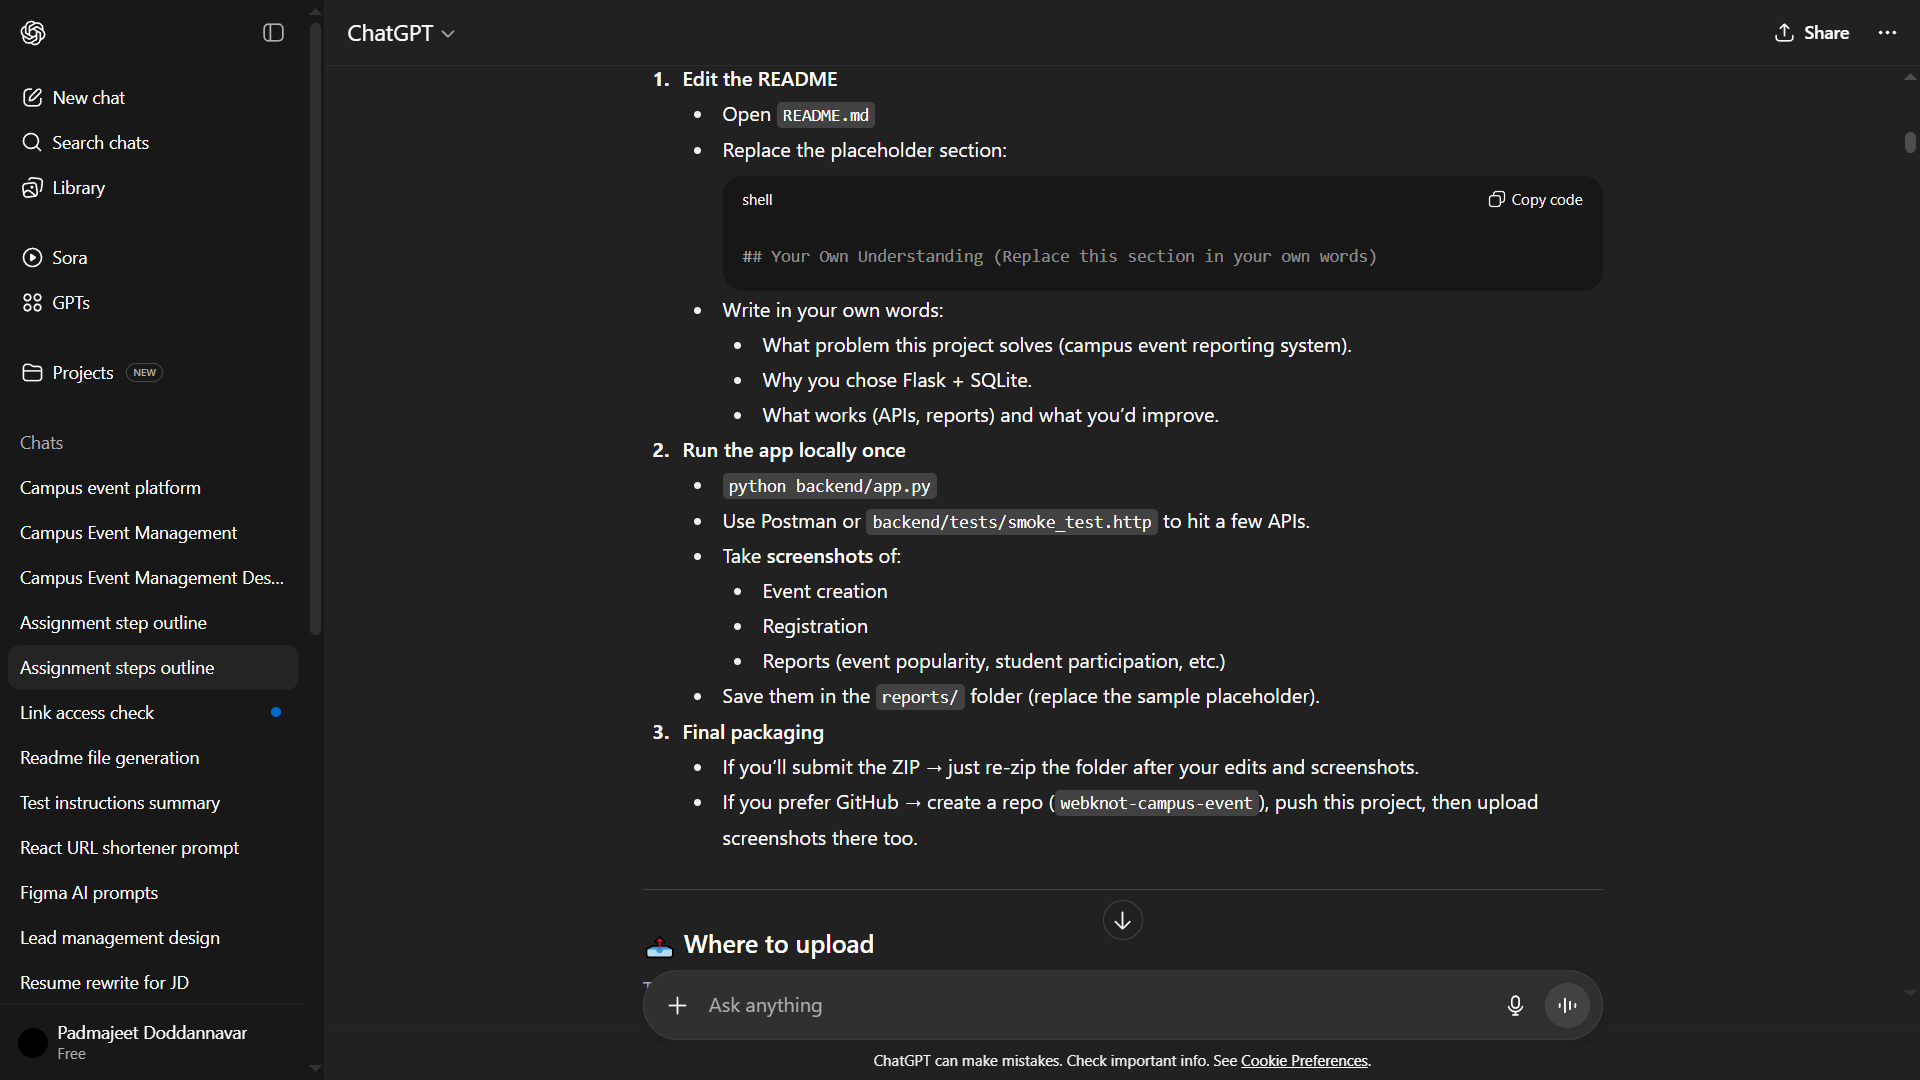 ChatGPT
Share
New chat
Search chats
Library
Sora
GPTs
Projects NEW
Chats
Campus event platform
Campus Event Management
Campus Event Management Des...
Assignment step outline
Assignment steps outline
Link access check
Readme file generation
Test instructions summary
React URL shortener prompt
Figma AI prompts
Lead management design
Resume rewrite for JD
Padmajeet Doddannavar
Free
1. Edit the README
• Open README.md
• Replace the placeholder section:
shell
Copy code
## Your Own Understanding (Replace this section in your own words)
• Write in your own words:
• What problem this project solves (campus event reporting system).
• Why you chose Flask + SQLite.
• What works (APIs, reports) and what you’d improve.
2. Run the app locally once
• python backend/app.py
• Use Postman or backend/tests/smoke_test.http to hit a few APIs.
• Take screenshots of:
• Event creation
• Registration
• Reports (event popularity, student participation, etc.)
• Save them in the reports/ folder (replace the sample placeholder).
3. Final packaging
• If you’ll submit the ZIP → just re-zip the folder after your edits and screenshots.
• If you prefer GitHub → create a repo (webknot-campus-event), push this project, then upload
screenshots there too.
Where to upload
Ask anything
ChatGPT can make mistakes. Check important info. See Cookie Preferences.